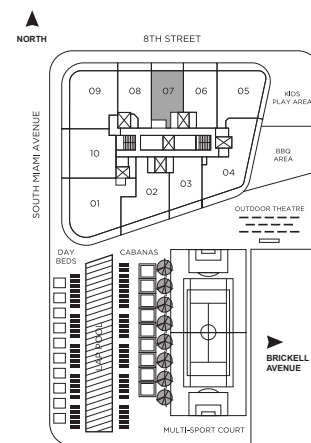 NORTH
8TH STREET
SOUTH MIAMI AVENUE
09
08
07
06
05
KIDS
PLAY AREA
10
BBQ
AREA
04
03
02
01
OUTDOOR THEATRE
DAY
BEDS
CABANAS
LAP POOL
BRICKELL
AVENUE
MULTI-SPORT COURT